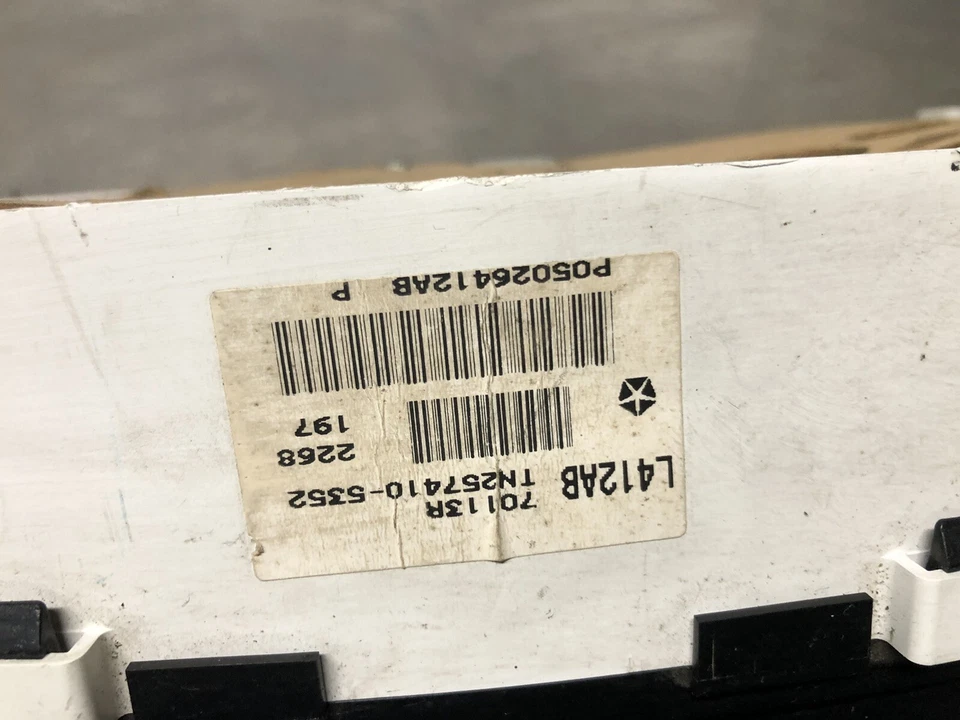 70113R
L412AB TN257410-5352
2268
197
P05026412AB P